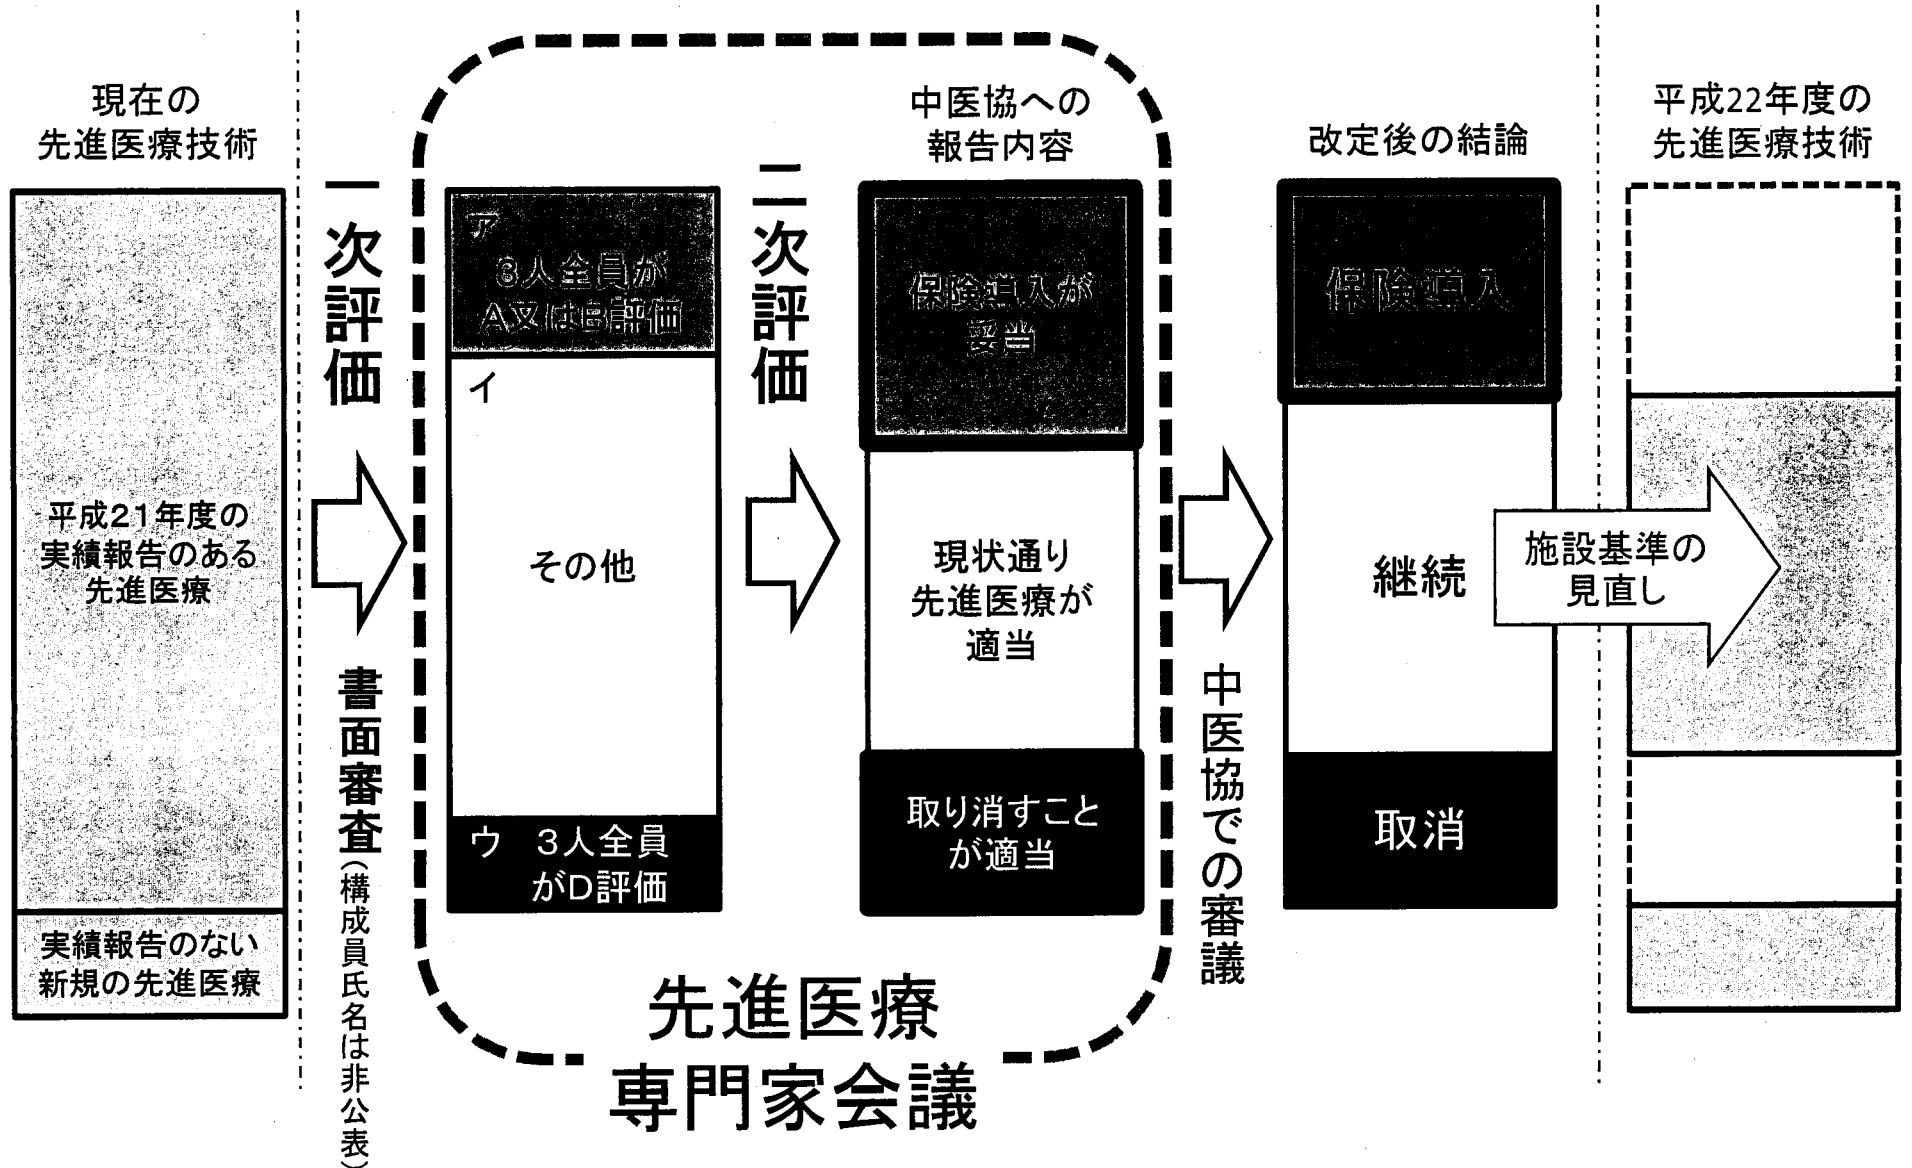 現在の
先進医療技術
平成21年度の
実績報告のある
先進医療
実績報告のない
新規の先進医療
一次評価
書面審査(構成員氏名は非公表)
ア
3人全員が
A又はB評価
イ
その他
ウ 3人全員
がD評価
二次評価
中医協への
報告内容
保険導入が
妥当
現状通り
先進医療が
適当
取り消すこと
が適当
先進医療
専門家会議
中医協での審議
改定後の結論
保険導入
継続
取消
施設基準の
見直し
平成22年度の
先進医療技術